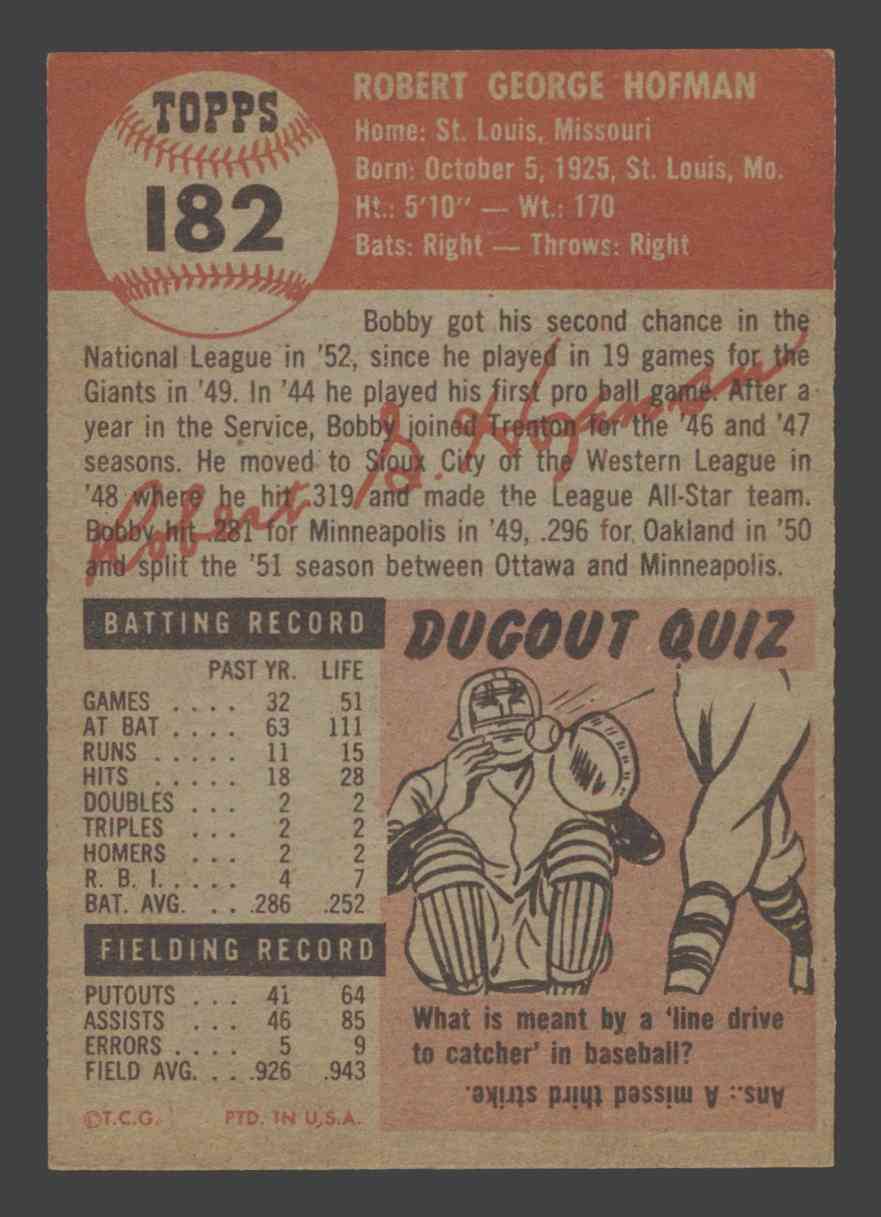 TOPPS
182
ROBERT GEORGE HOFMAN
Home: St. Louis, Missouri
Born: October 5, 1925, St. Louis, Mo.
Ht.: 5'10" — Wt.: 170
Bats: Right — Throws: Right
Bobby got his second chance in the
National League in '52, since he played in 19 games for the
Giants in '49. In '44 he played his first pro ball game. After a
year in the Service, Bobby joined Trenton for the '46 and '47
seasons. He moved to Sioux City of the Western League in
'48 where he hit .319 and made the League All-Star team.
Bobby hit .281 for Minneapolis in '49, .296 for Oakland in '50
and split the '51 season between Ottawa and Minneapolis.
Robert G. Hofman
BATTING RECORD
PAST YR. LIFE
GAMES .... 32 51
AT BAT .... 63 111
RUNS ..... 11 15
HITS ..... 18 28
DOUBLES ... 2 2
TRIPLES ... 2 2
HOMERS ... 2 2
R. B. I. .... 4 7
BAT. AVG. .. .286 .252
FIELDING RECORD
PUTOUTS ... 41 64
ASSISTS ... 46 85
ERRORS .... 5 9
FIELD AVG. .. .926 .943
©T.C.G. PTD. IN U.S.A.
DUGOUT QUIZ
What is meant by a 'line drive
to catcher' in baseball?
Ans.: A missed third strike.